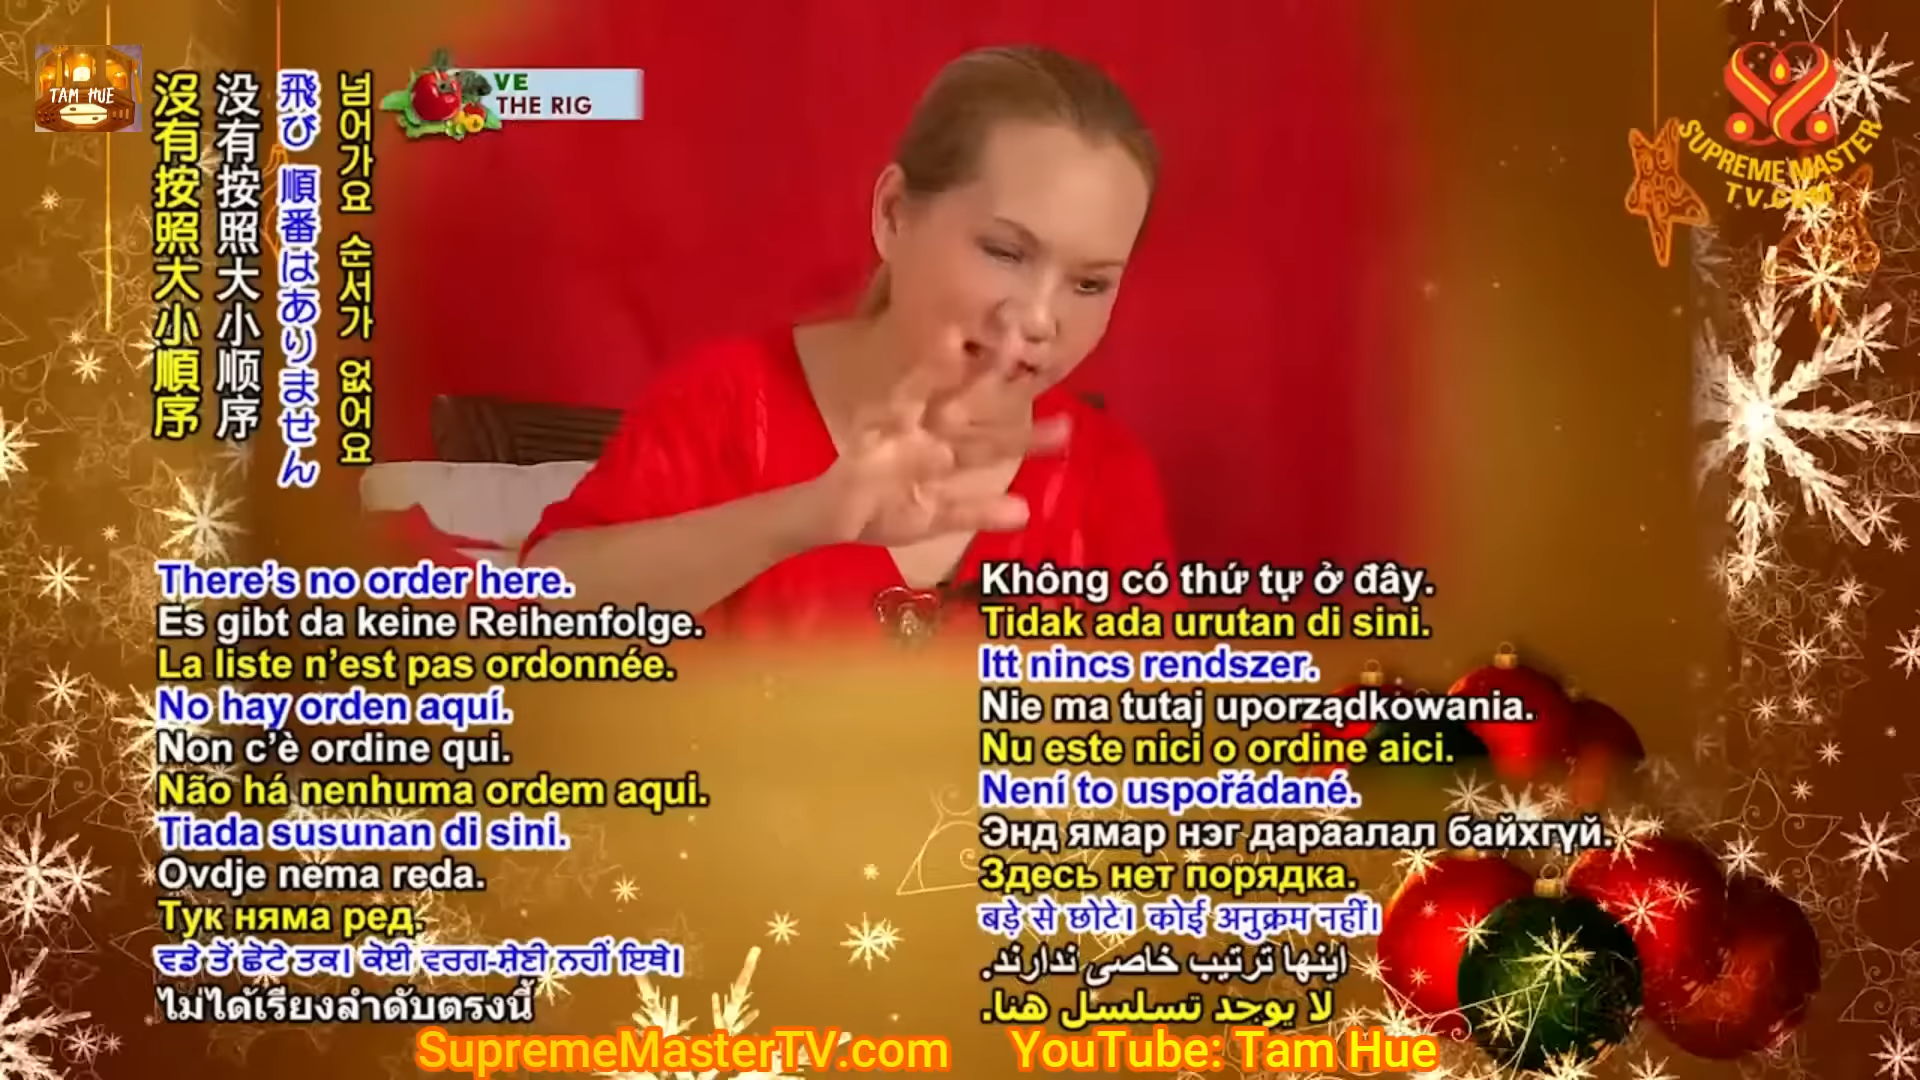 TAM HUE
沒有按照大小順序
没有按照大小顺序
飛び 順番はありません
넘어가요 순서가 없어요
VE
THE RIG
SUPREME MASTER
TV.COM
There's no order here.
Es gibt da keine Reihenfolge.
La liste n'est pas ordonnée.
No hay orden aquí.
Non c'è ordine qui.
Não há nenhuma ordem aqui.
Tiada susunan di sini.
Ovdje nema reda.
Тук няма ред.
ਵਡੇ ਤੋਂ ਛੋਟੇ ਤਕ। ਕੋਈ ਵਰਗ-ਸ਼ੇਣੀ ਨਹੀਂ ਇਥੇ।
ไม่ได้เรียงลำดับตรงนี้
Không có thứ tự ở đây.
Tidak ada urutan di sini.
Itt nincs rendszer.
Nie ma tutaj uporządkowania.
Nu este nici o ordine aici.
Není to uspořádané.
Энд ямар нэг дараалал байхгүй.
Здесь нет порядка.
बड़े से छोटे। कोई अनुक्रम नहीं।
اینها ترتیب خاصی ندارند.
لا يوجد تسلسل هنا.
SupremeMasterTV.com YouTube: Tam Hue